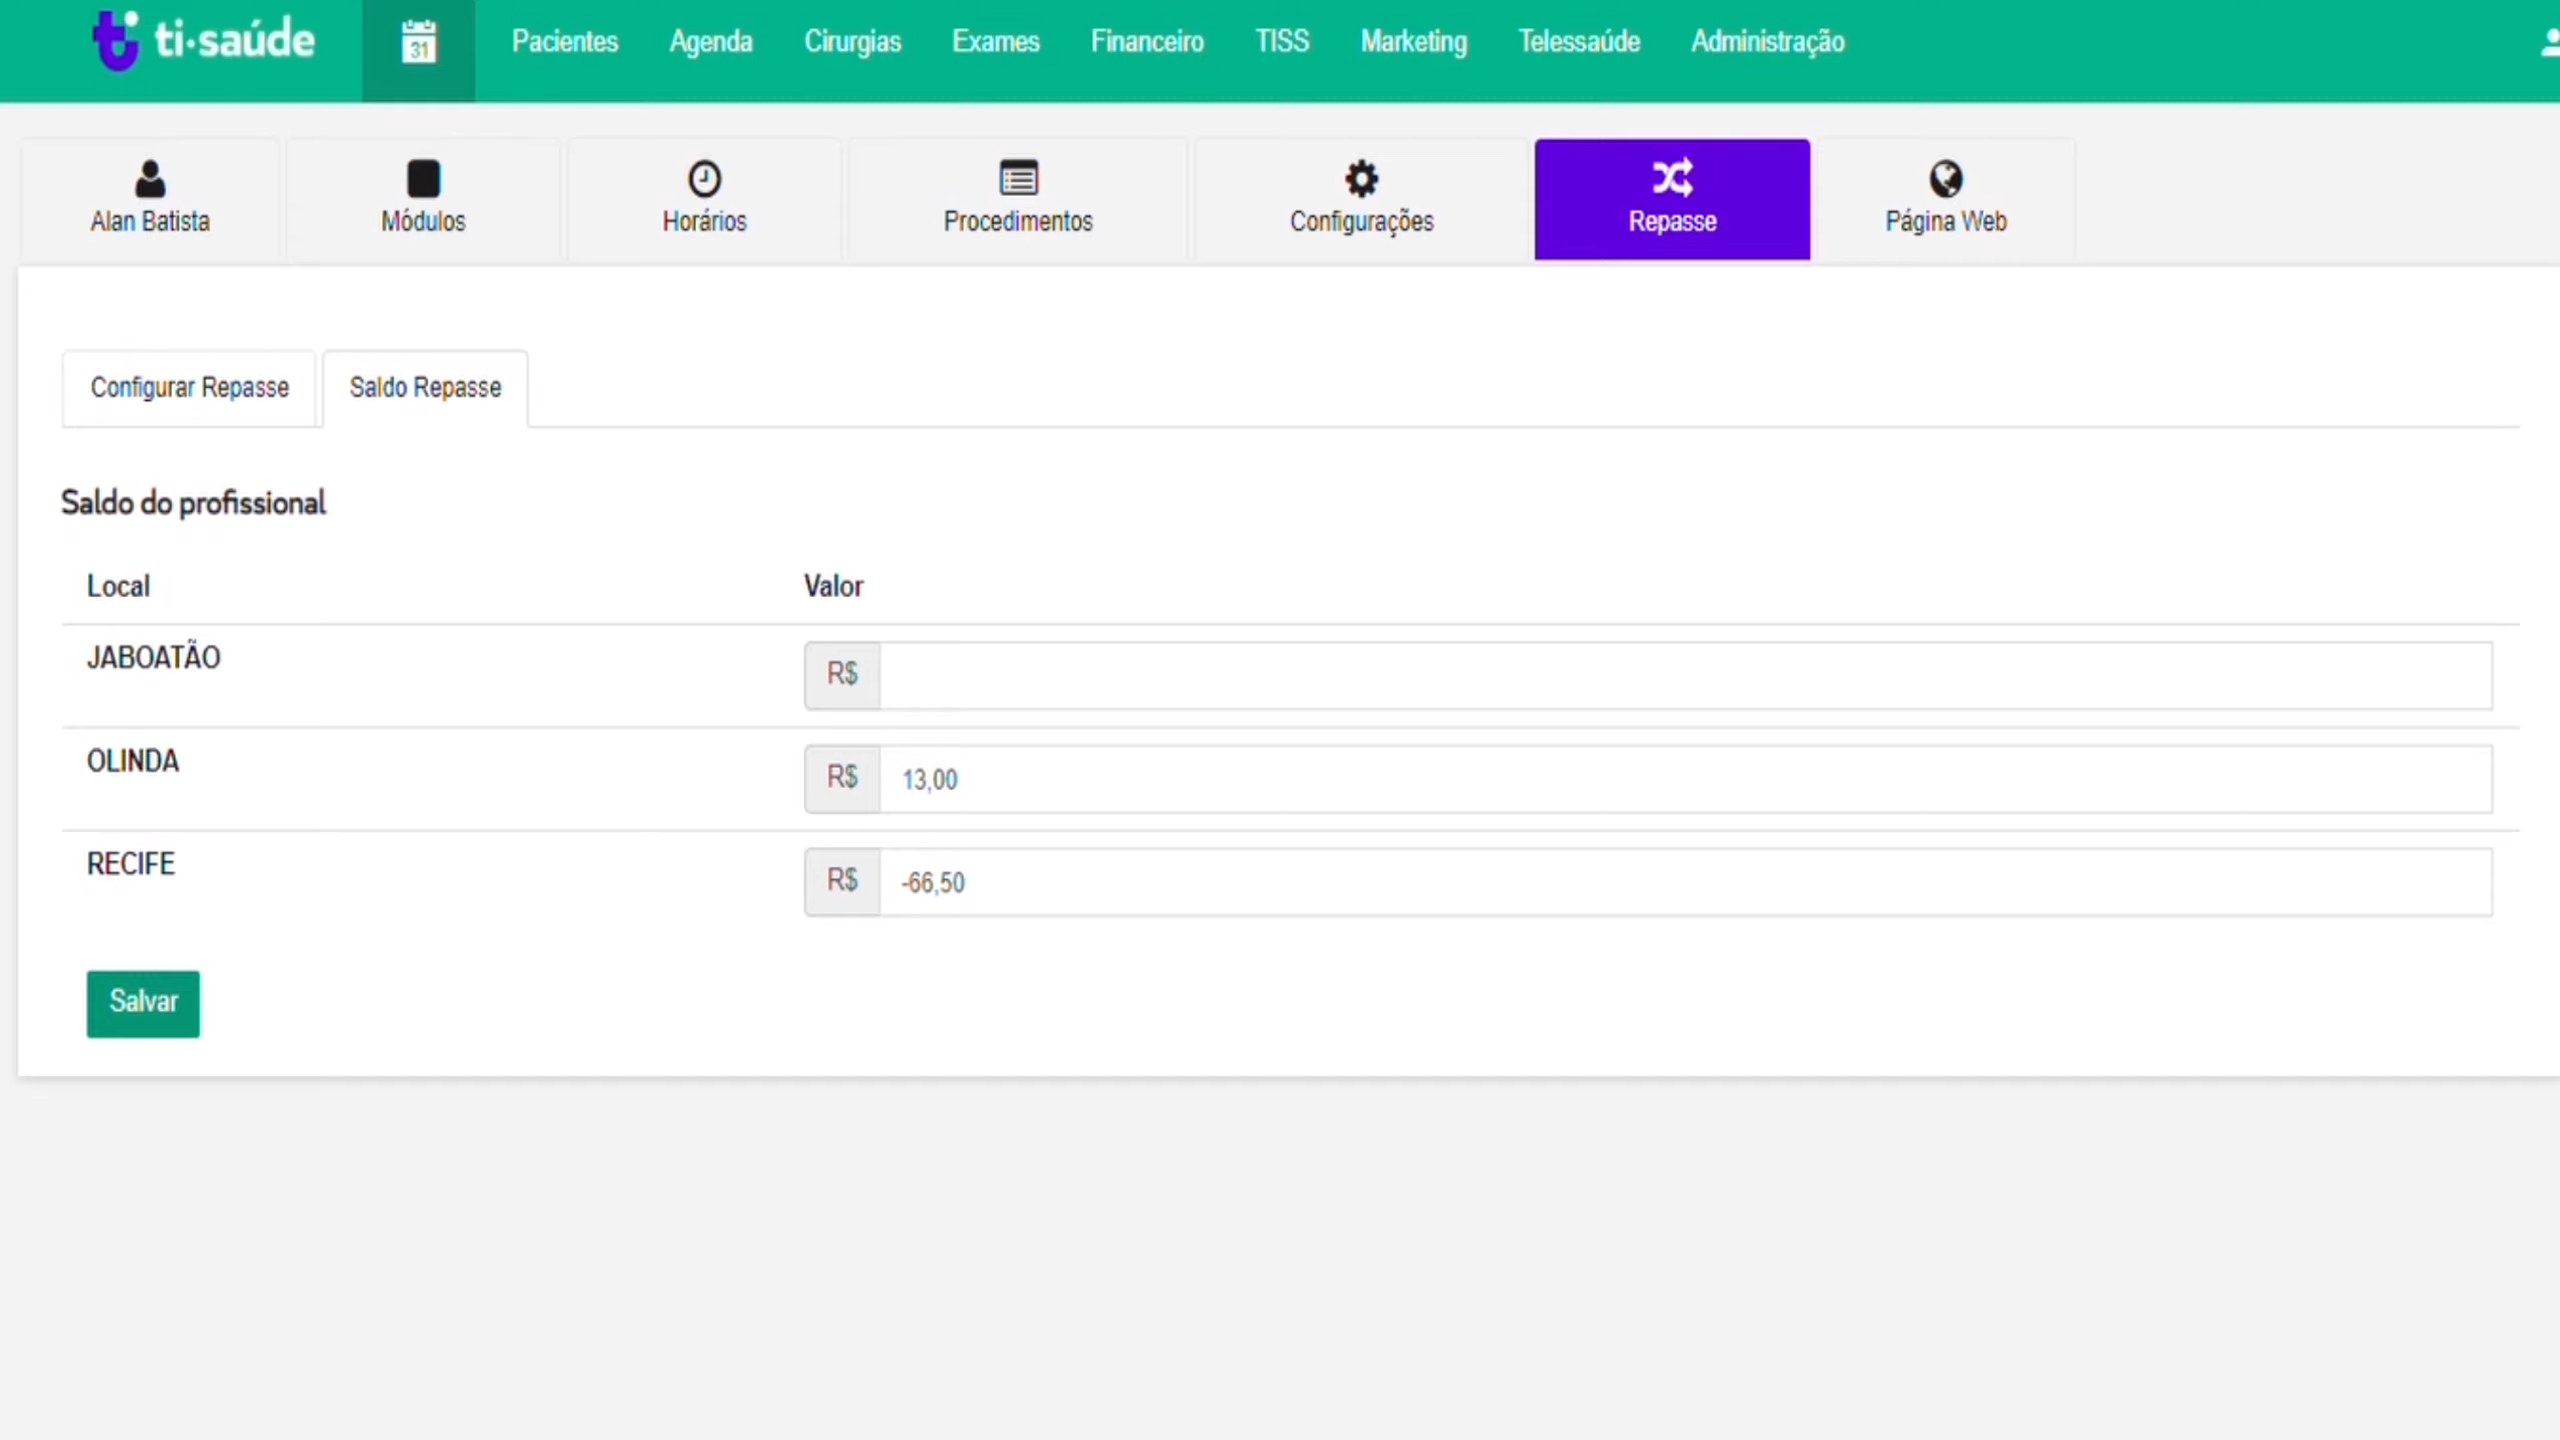 ti·saúde
31
Pacientes
Agenda
Cirurgias
Exames
Financeiro
TISS
Marketing
Telessaúde
Administração
Alan Batista
Módulos
Horários
Procedimentos
Configurações
Repasse
Página Web
Configurar Repasse
Saldo Repasse
Saldo do profissional
Local
Valor
JABOATÃO
R$
OLINDA
R$ 13,00
RECIFE
R$ -66,50
Salvar